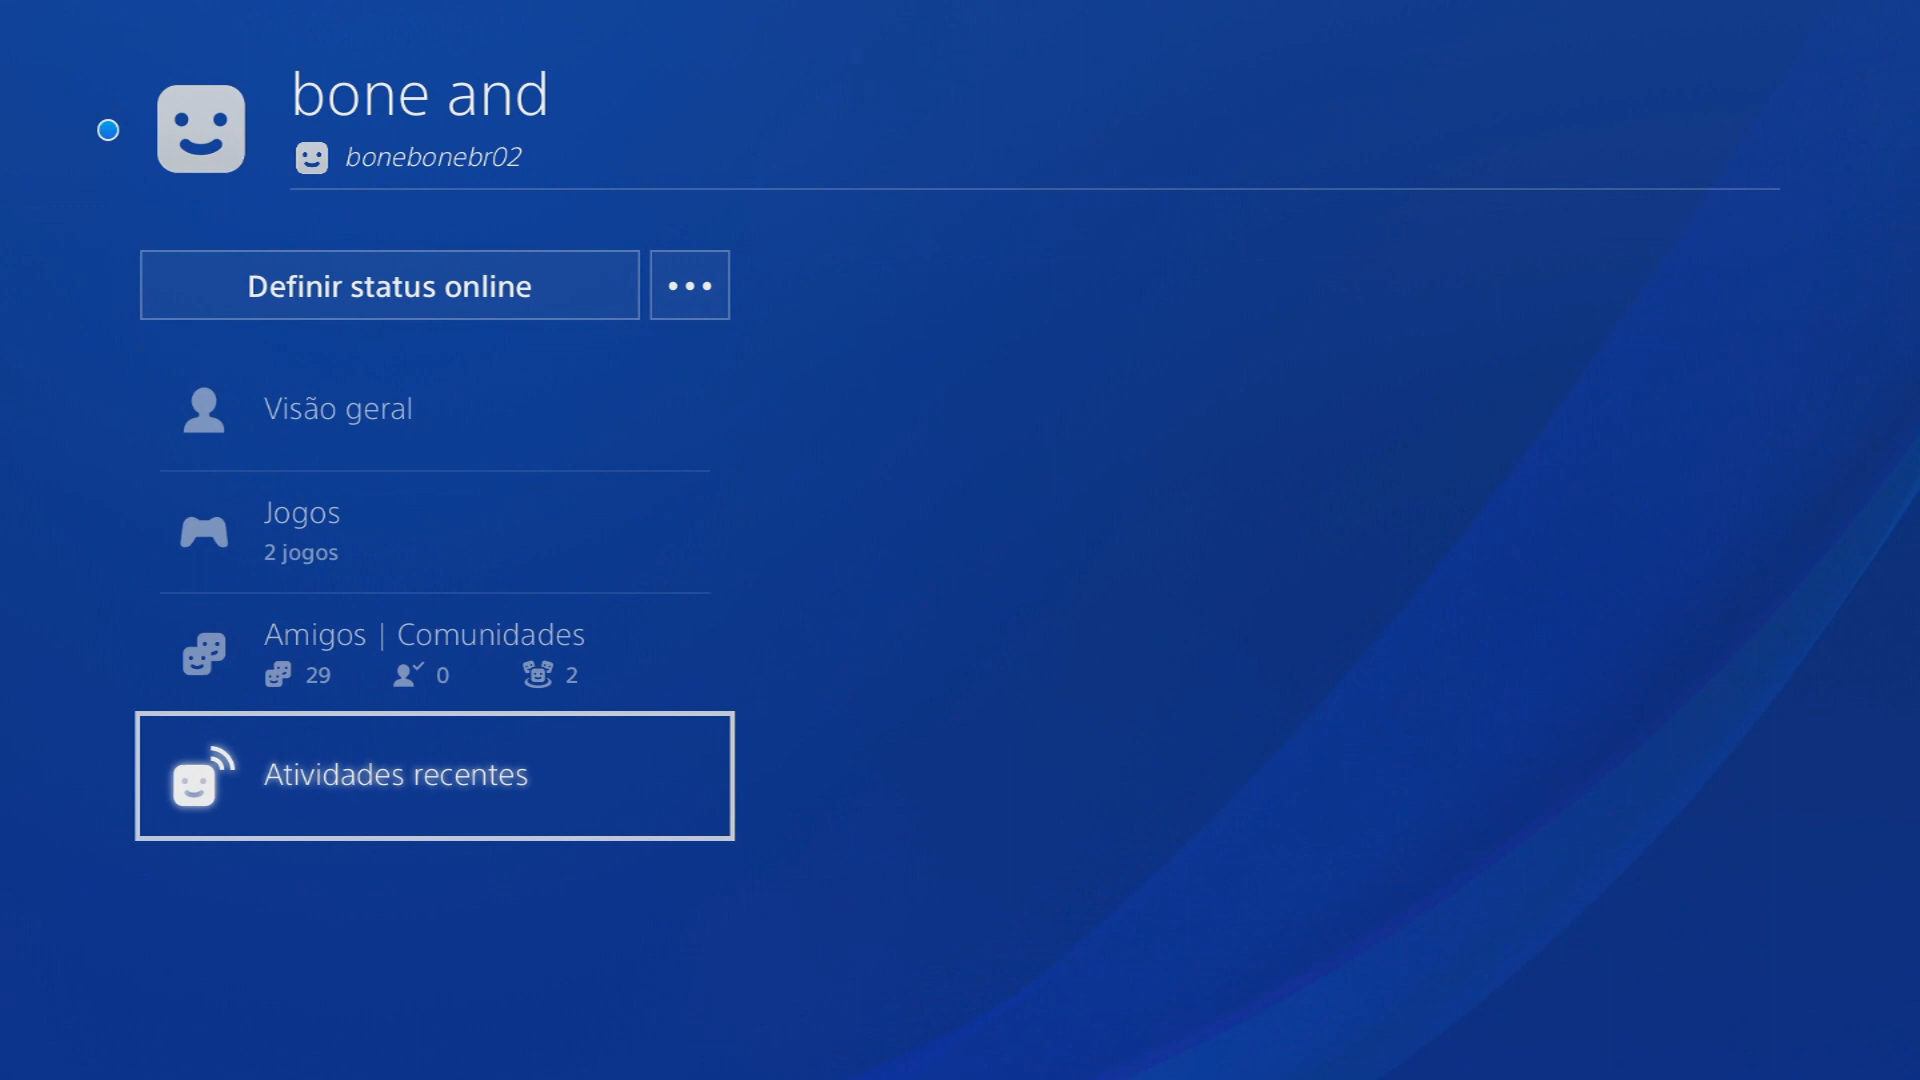 bone and
bonebonebr02
Definir status online
Visão geral
Jogos
2 jogos
Amigos | Comunidades
29 0 2
Atividades recentes